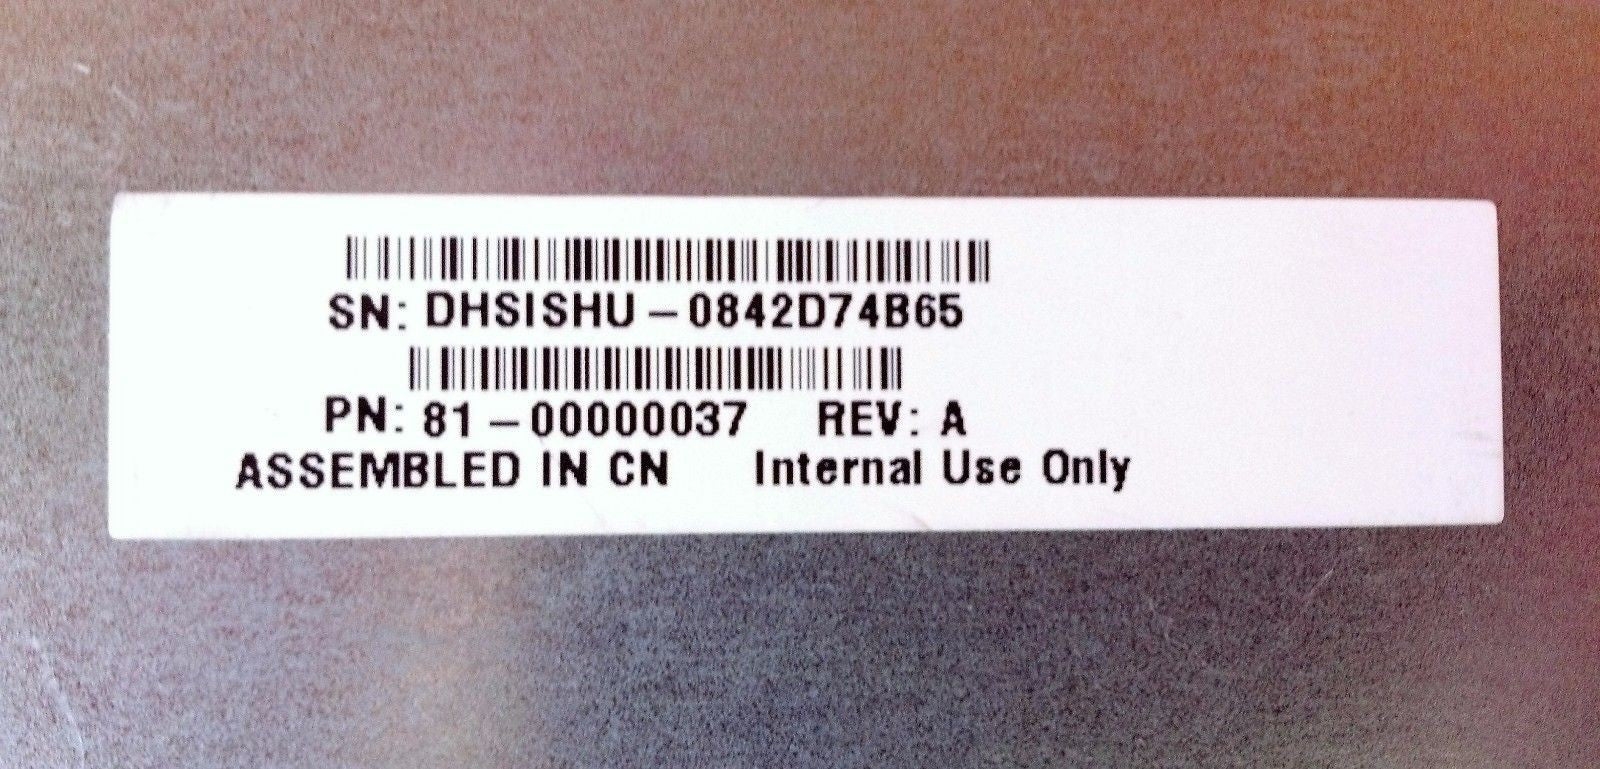 SN: DHSISHU-0842D74B65
PN: 81-00000037 REV: A
ASSEMBLED IN CN Internal Use Only